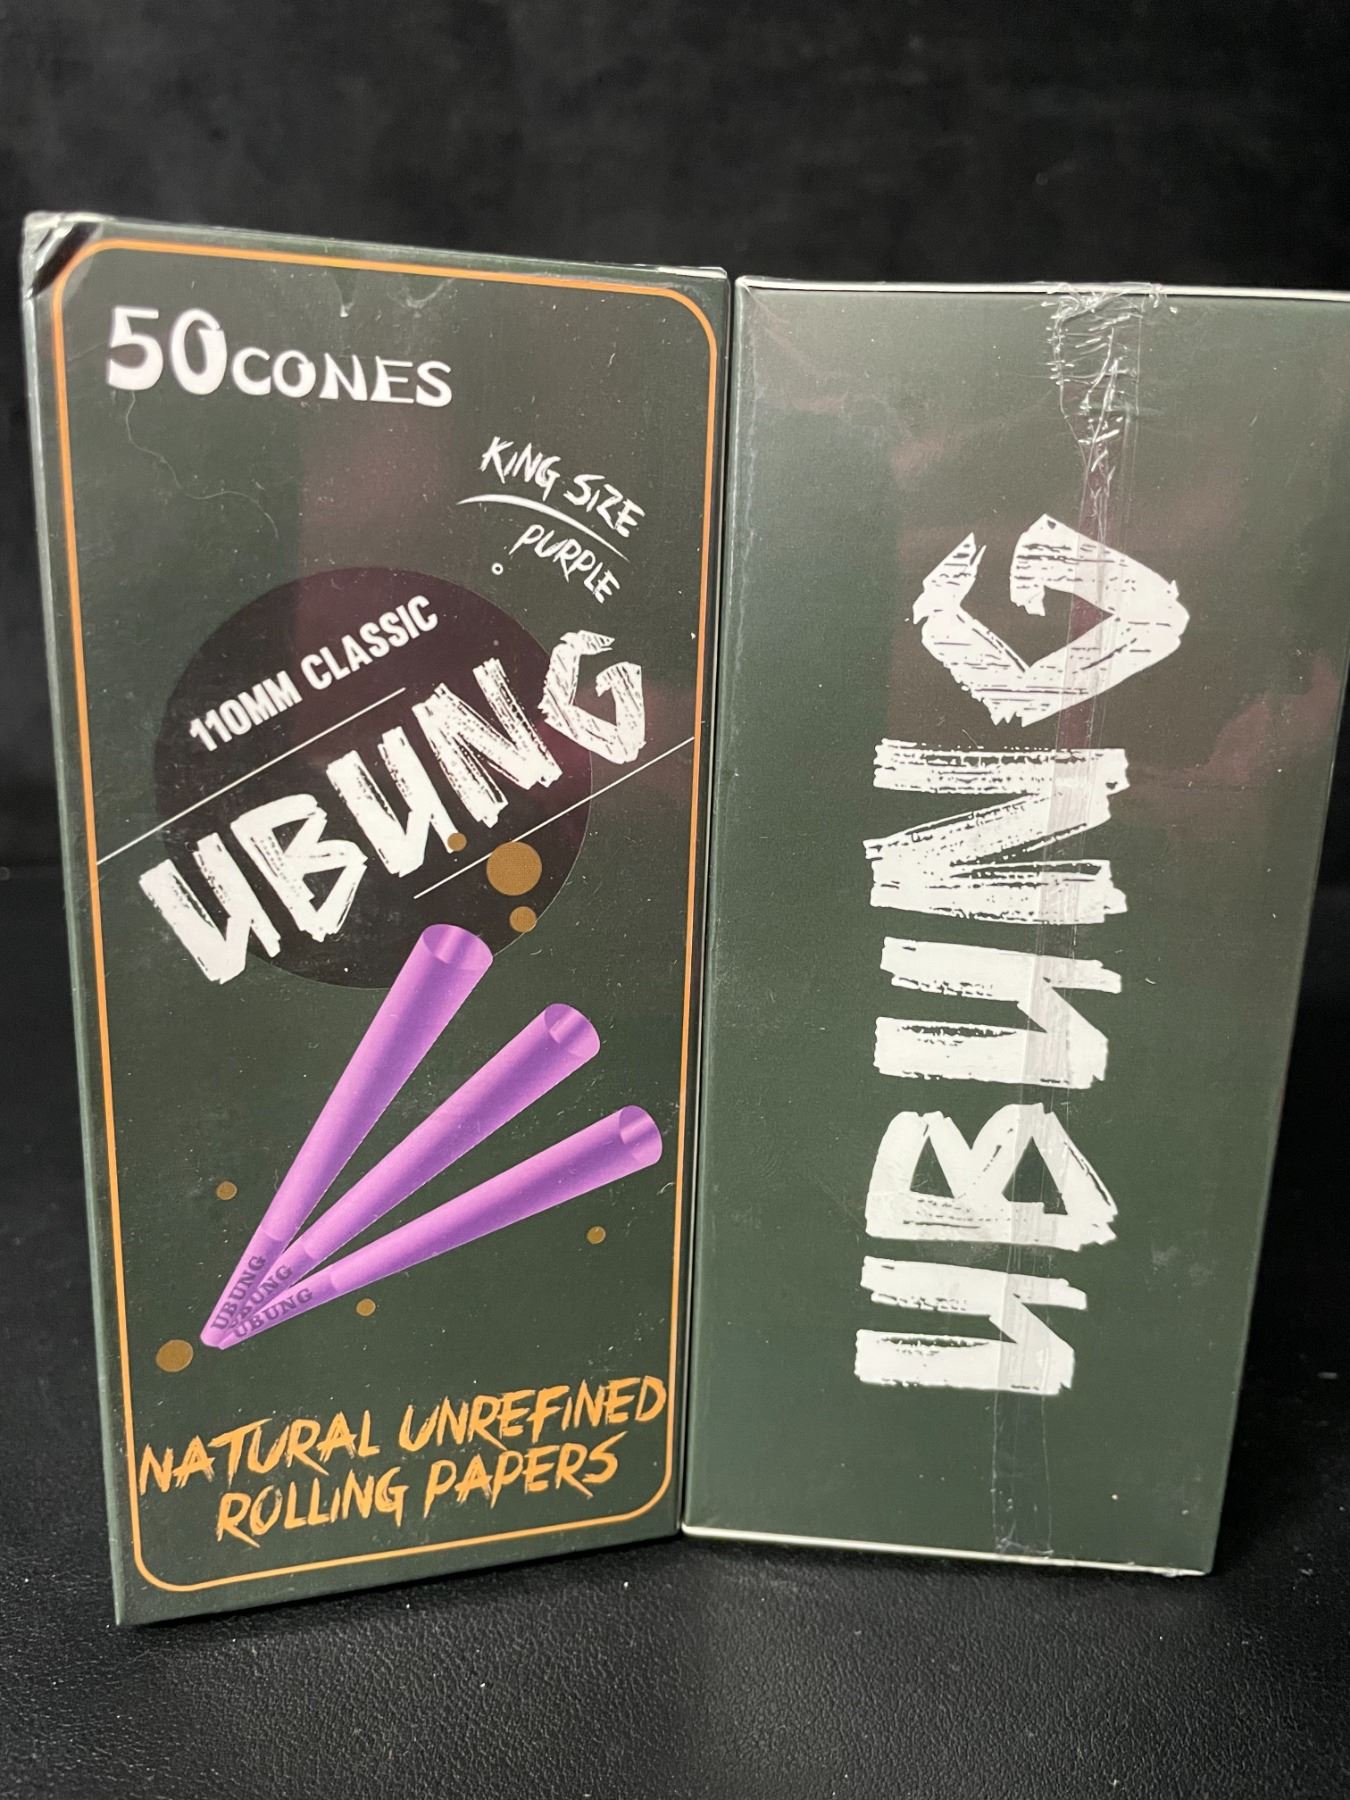 50CONES
KING SIZE
PURPLE
110MM CLASSIC
UBUNG
UBUNG
UBUNG
UBUNG
NATURAL UNREFINED
ROLLING PAPERS
UBUNG